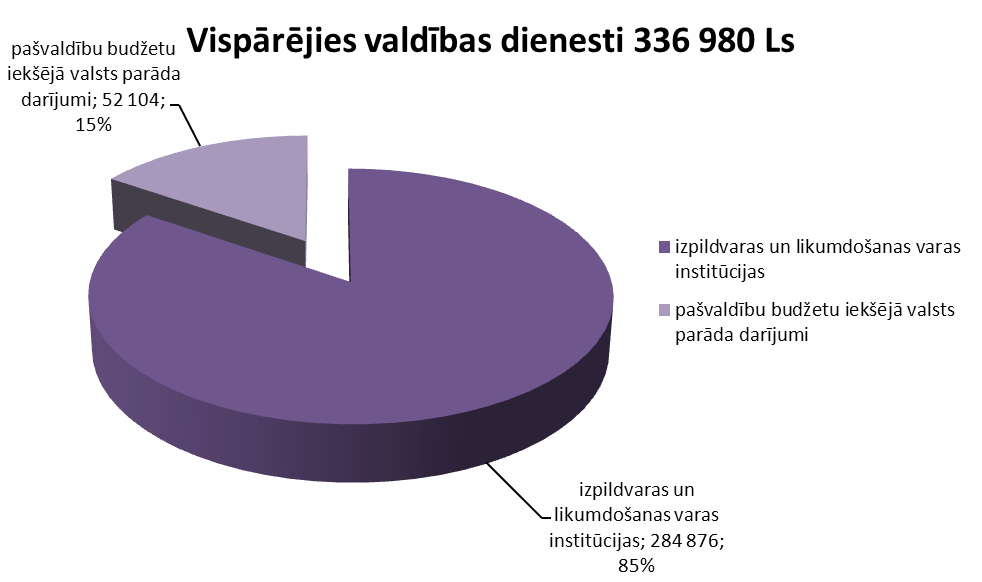 Vispārējies valdības dienesti 336 980 Ls
pašvaldību budžetu
iekšējā valsts parāda
darījumi; 52 104;
15%
izpildvaras un likumdošanas varas
institūcijas
pašvaldību budžetu iekšējā valsts
parāda darījumi
izpildvaras un
likumdošanas varas
institūcijas; 284 876;
85%